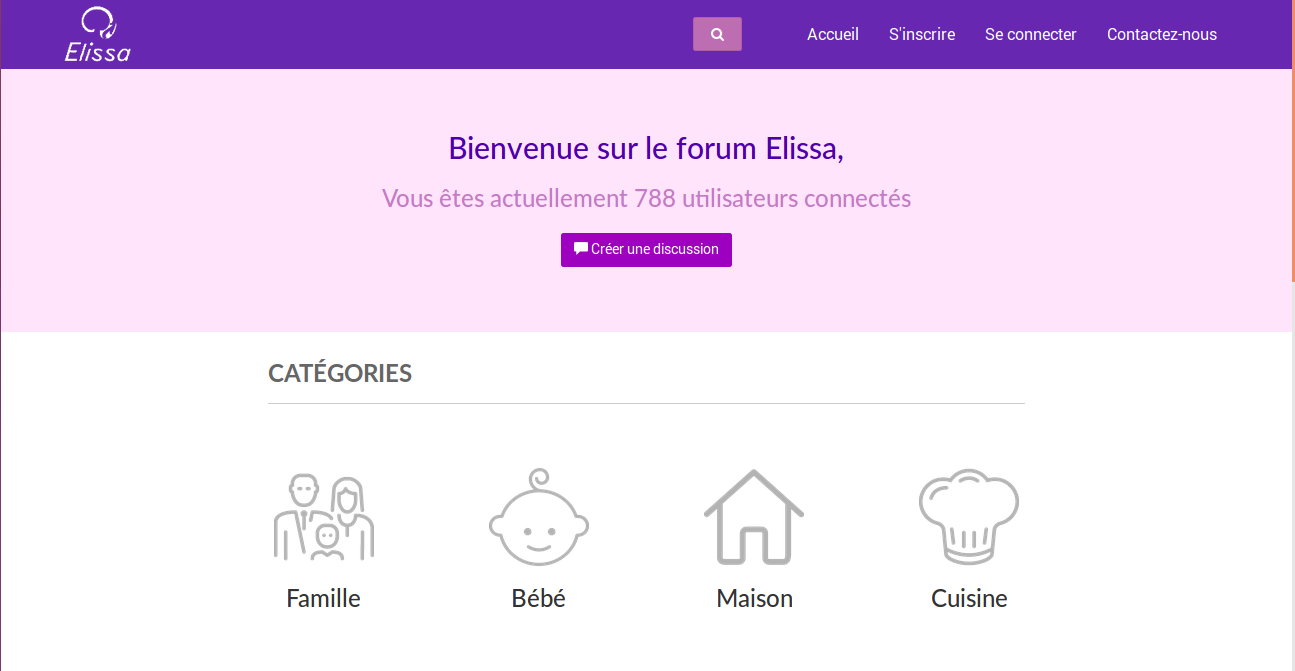 Elissa
Accueil S'inscrire Se connecter Contactez-nous
Bienvenue sur le forum Elissa,
Vous êtes actuellement 788 utilisateurs connectés
Créer une discussion
CATÉGORIES
Famille Bébé Maison Cuisine